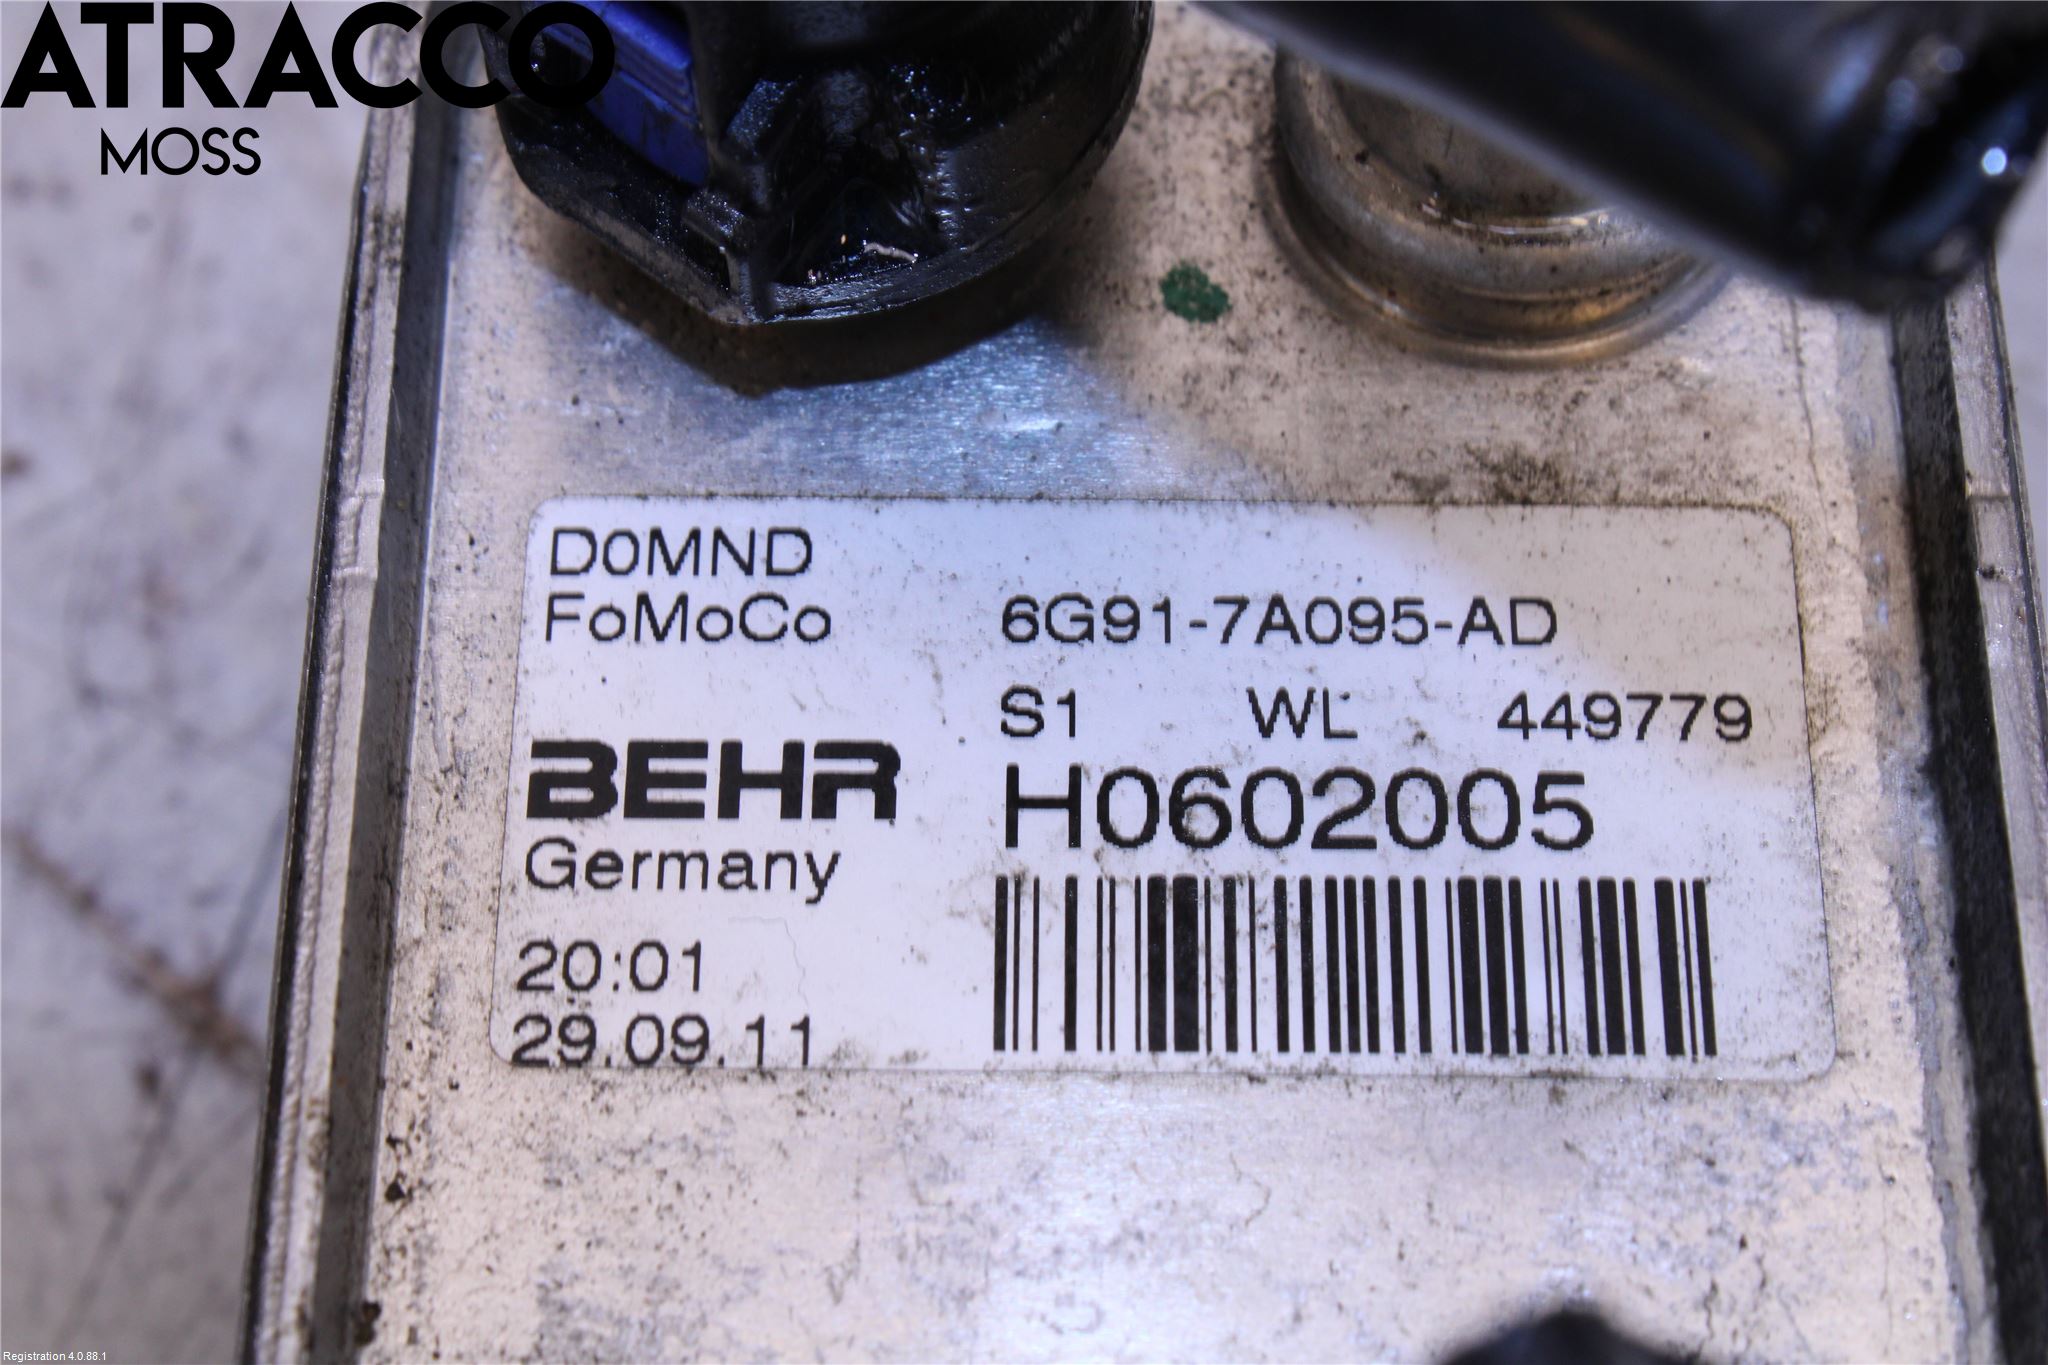 ATRACCO
MOSS
D0MND
FoMoCo 6G91-7A095-AD
S1 WL 449779
BEHR H0602005
Germany
20:01
29.09.11
Registration 4.0.88.1